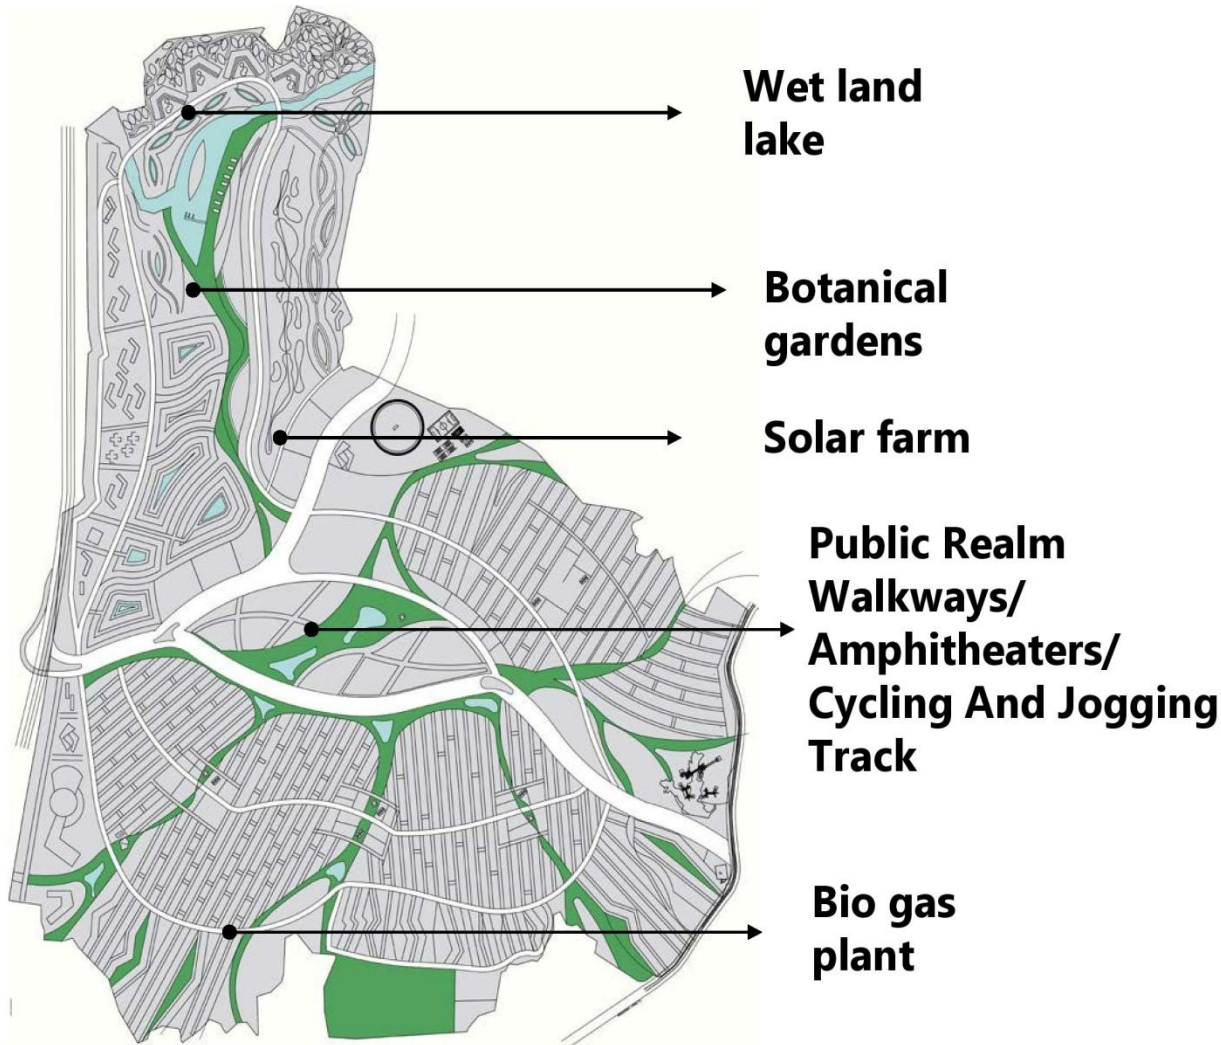 Wet land
lake
Botanical
gardens
Solar farm
Public Realm
Walkways/
Amphitheaters/
Cycling And Jogging
Track
Bio gas
plant